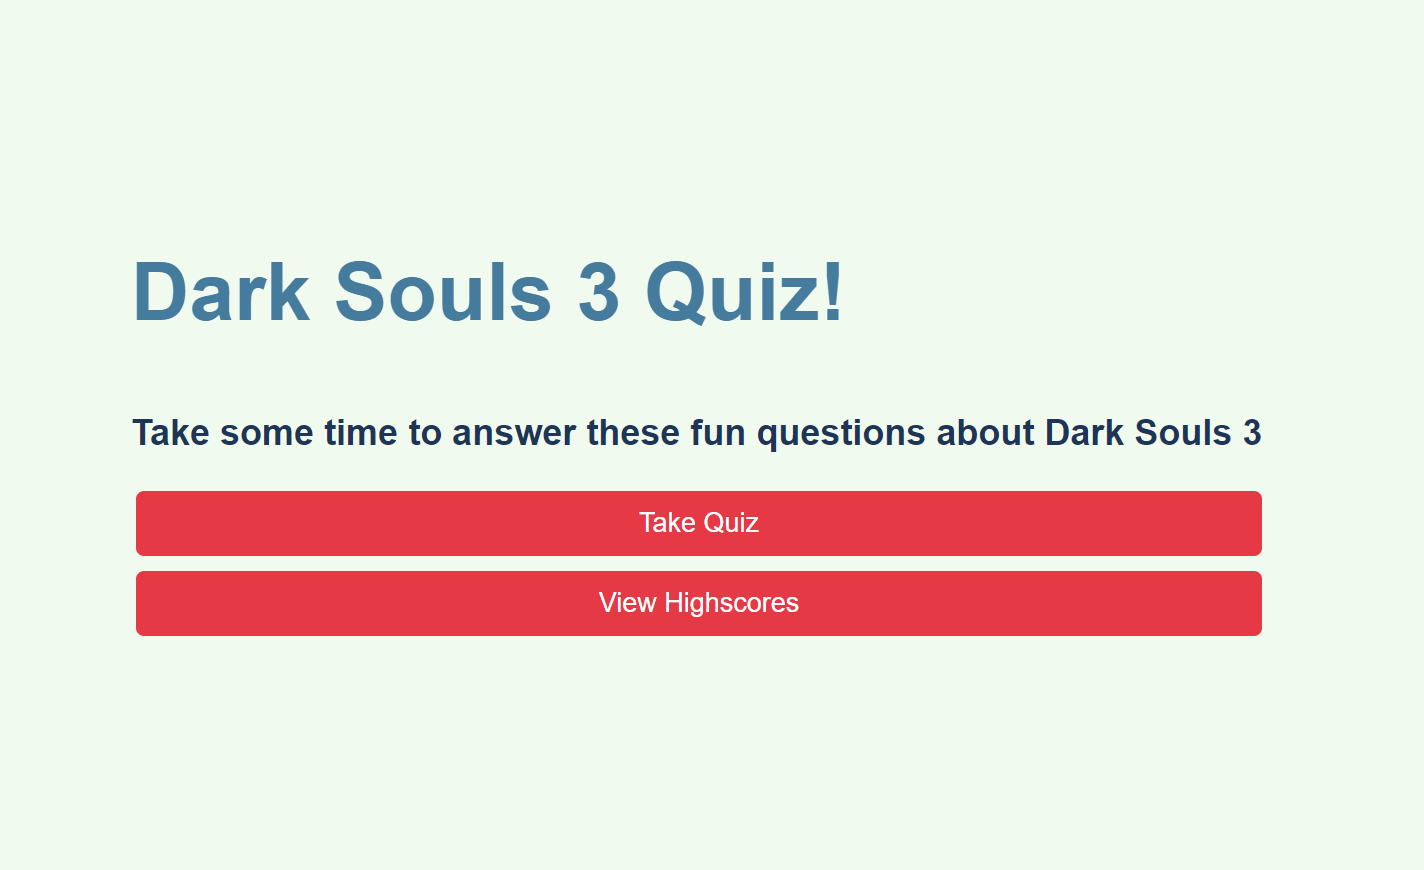 Dark Souls 3 Quiz!
Take some time to answer these fun questions about Dark Souls 3
Take Quiz
View Highscores